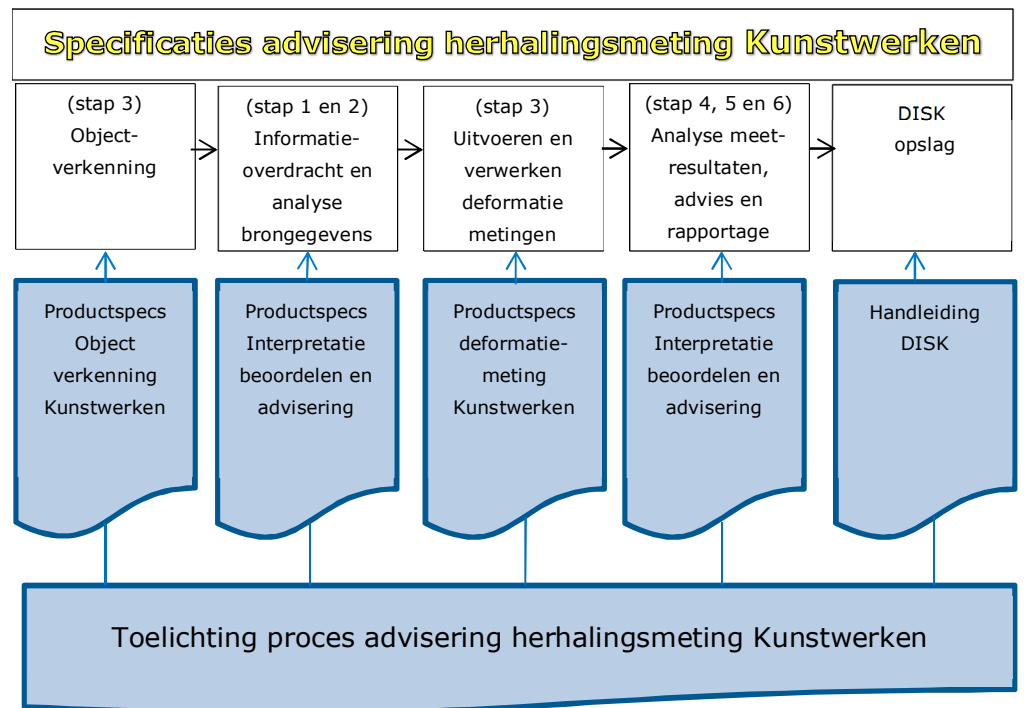 Specificaties advisering herhalingsmeting Kunstwerken
(stap 3)
Object-
verkenning
(stap 1 en 2)
Informatie-
overdracht en
analyse
brongegevens
(stap 3)
Uitvoeren en
verwerken
deformatie
metingen
(stap 4, 5 en 6)
Analyse meet-
resultaten,
advies en
rapportage
DISK
opslag
Productspecs
Object
verkenning
Kunstwerken
Productspecs
Interpretatie
beoordelen en
advisering
Productspecs
deformatie-
meting
Kunstwerken
Productspecs
Interpretatie
beoordelen en
advisering
Handleiding
DISK
Toelichting proces advisering herhalingsmeting Kunstwerken